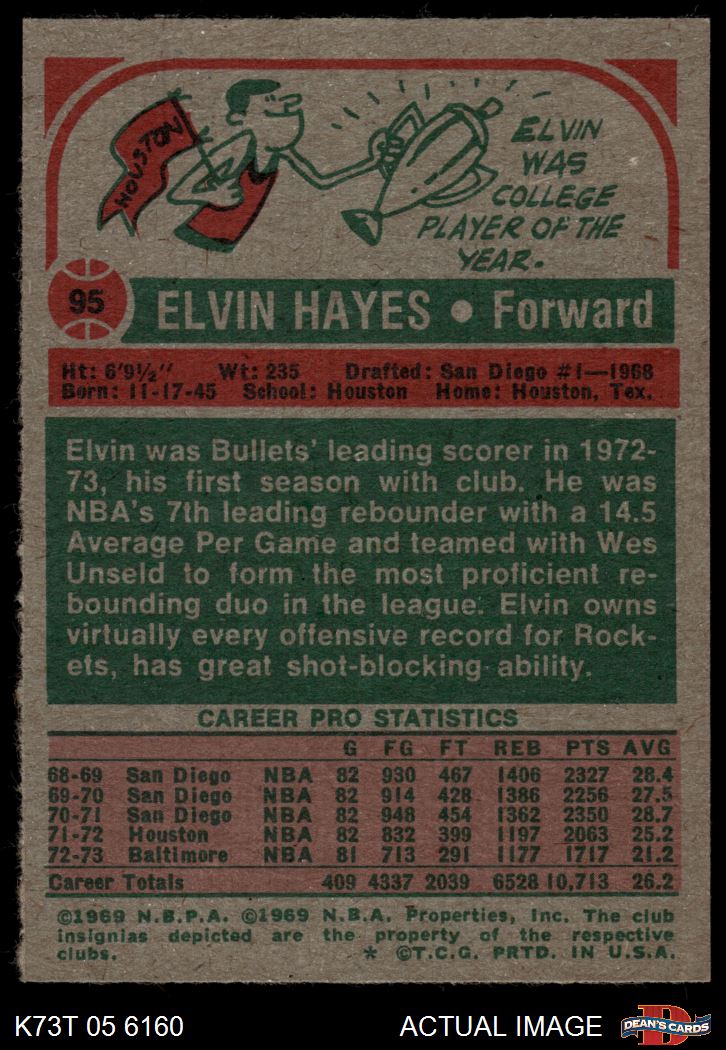 HOUSTON
ELVIN
WAS
COLLEGE
PLAYER OF THE
YEAR.
95
ELVIN HAYES • Forward
Ht: 6'9½" Wt: 235 Drafted: San Diego #1—1968
Born: 11-17-45 School: Houston Home: Houston, Tex.
Elvin was Bullets' leading scorer in 1972-
73, his first season with club. He was
NBA's 7th leading rebounder with a 14.5
Average Per Game and teamed with Wes
Unseld to form the most proficient re-
bounding duo in the league. Elvin owns
virtually every offensive record for Rock-
ets, has great shot-blocking ability.
CAREER PRO STATISTICS
G FG FT REB PTS AVG
68-69 San Diego NBA 82 930 467 1406 2327 28.4
69-70 San Diego NBA 82 914 428 1386 2256 27.5
70-71 San Diego NBA 82 948 454 1362 2350 28.7
71-72 Houston NBA 82 832 399 1197 2063 25.2
72-73 Baltimore NBA 81 713 291 1177 1717 21.2
Career Totals 409 4337 2039 6528 10,713 26.2
©1969 N.B.P.A. ©1969 N.B.A. Properties, Inc. The club
insignias depicted are the property of the respective
clubs. * ©T.C.G. PRTD. IN U.S.A.
K73T 05 6160 ACTUAL IMAGE
D
DEAN'S CARDS